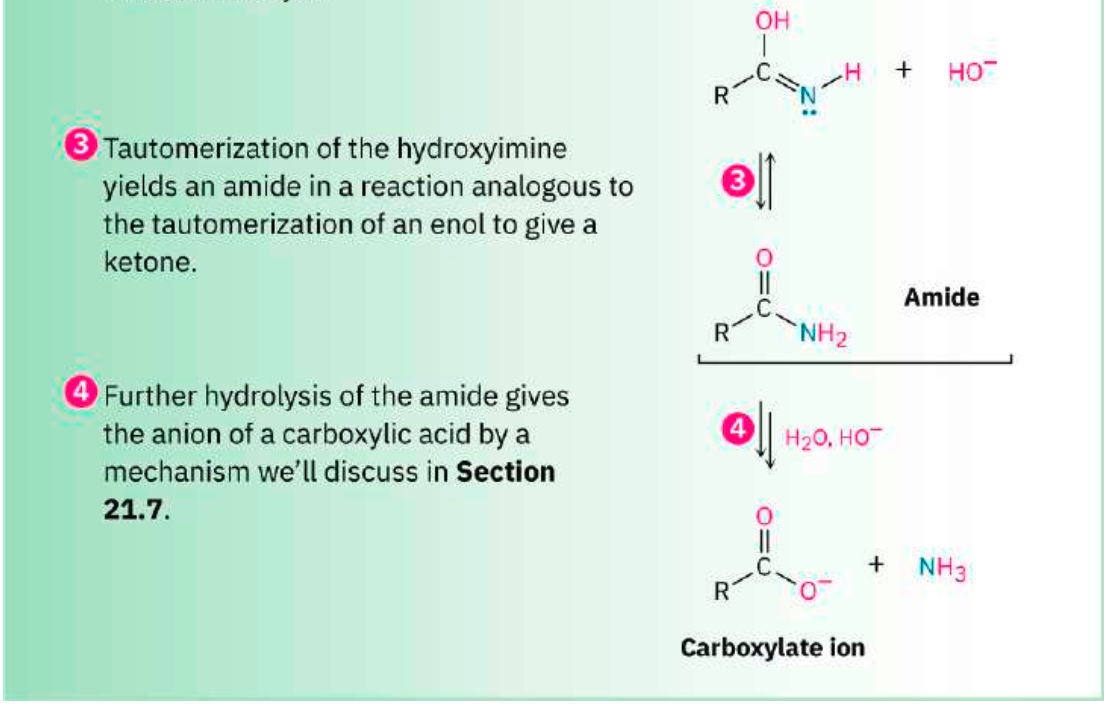 OH
C
H
+
HO⁻
R
N
3 Tautomerization of the hydroxyimine
yields an amide in a reaction analogous to
the tautomerization of an enol to give a
ketone.
3
O
C
Amide
R
NH₂
4 Further hydrolysis of the amide gives
the anion of a carboxylic acid by a
mechanism we’ll discuss in Section
21.7.
4
H₂O, HO⁻
O
C
+
NH₃
R
O⁻
Carboxylate ion